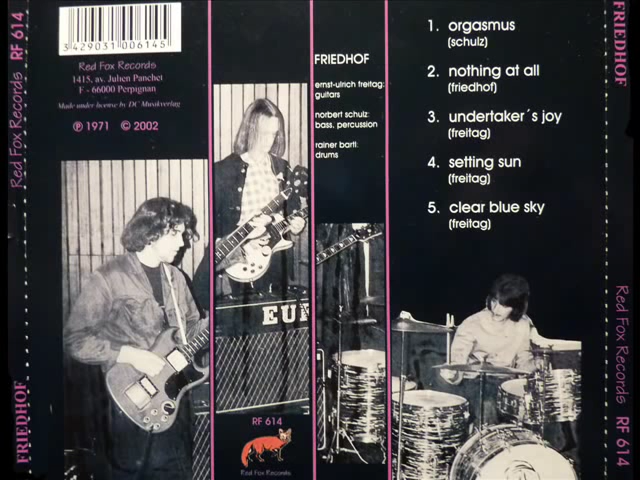 3 429031 006145
Red Fox Records
1415, av. Julien Panchet
F - 66000 Perpignan
Made under license by DC Musikverlag
℗ 1971 © 2002
FRIEDHOF
ernst-ulrich freitag:
guitars
norbert schulz:
bass, percussion
rainer bartl:
drums
1. orgasmus
(schulz)
2. nothing at all
(friedhof)
3. undertaker´s joy
(freitag)
4. setting sun
(freitag)
5. clear blue sky
(freitag)
EUR
RF 614
Red Fox Records
FRIEDHOF
Red Fox Records RF 614
FRIEDHOF
Red Fox Records RF 614